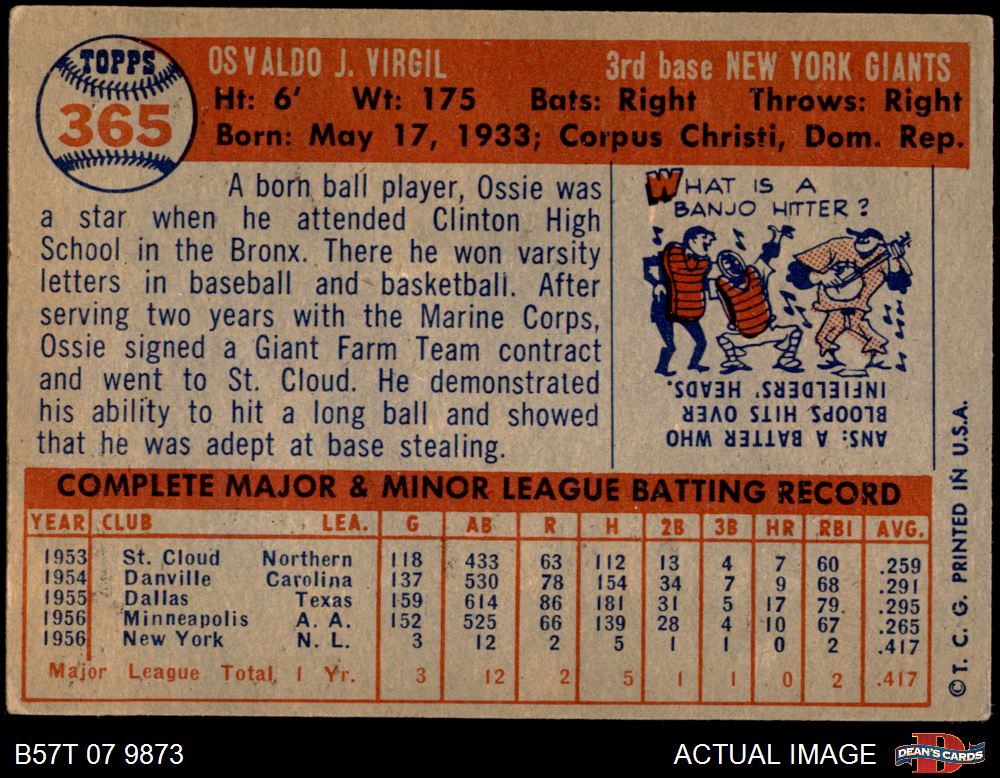 TOPPS
365
OSVALDO J. VIRGIL 3rd base NEW YORK GIANTS
Ht: 6' Wt: 175 Bats: Right Throws: Right
Born: May 17, 1933; Corpus Christi, Dom. Rep.
A born ball player, Ossie was
a star when he attended Clinton High
School in the Bronx. There he won varsity
letters in baseball and basketball. After
serving two years with the Marine Corps,
Ossie signed a Giant Farm Team contract
and went to St. Cloud. He demonstrated
his ability to hit a long ball and showed
that he was adept at base stealing.
WHAT IS A
BANJO HITTER?
ANS: A BATTER WHO
BLOOPS HITS OVER
INFIELDERS' HEADS.
COMPLETE MAJOR & MINOR LEAGUE BATTING RECORD
YEAR CLUB LEA. G AB R H 2B 3B HR RBI AVG.
1953 St. Cloud Northern 118 433 63 112 13 4 7 60 .259
1954 Danville Carolina 137 530 78 154 34 7 9 68 .291
1955 Dallas Texas 159 614 86 181 31 5 17 79 .295
1956 Minneapolis A. A. 152 525 66 139 28 4 10 67 .265
1956 New York N. L. 3 12 2 5 1 1 0 2 .417
Major League Total 1 Yr. 3 12 2 5 1 1 0 2 .417
© T. C. G. PRINTED IN U.S.A.
B57T 07 9873 ACTUAL IMAGE
DEAN'S CARDS